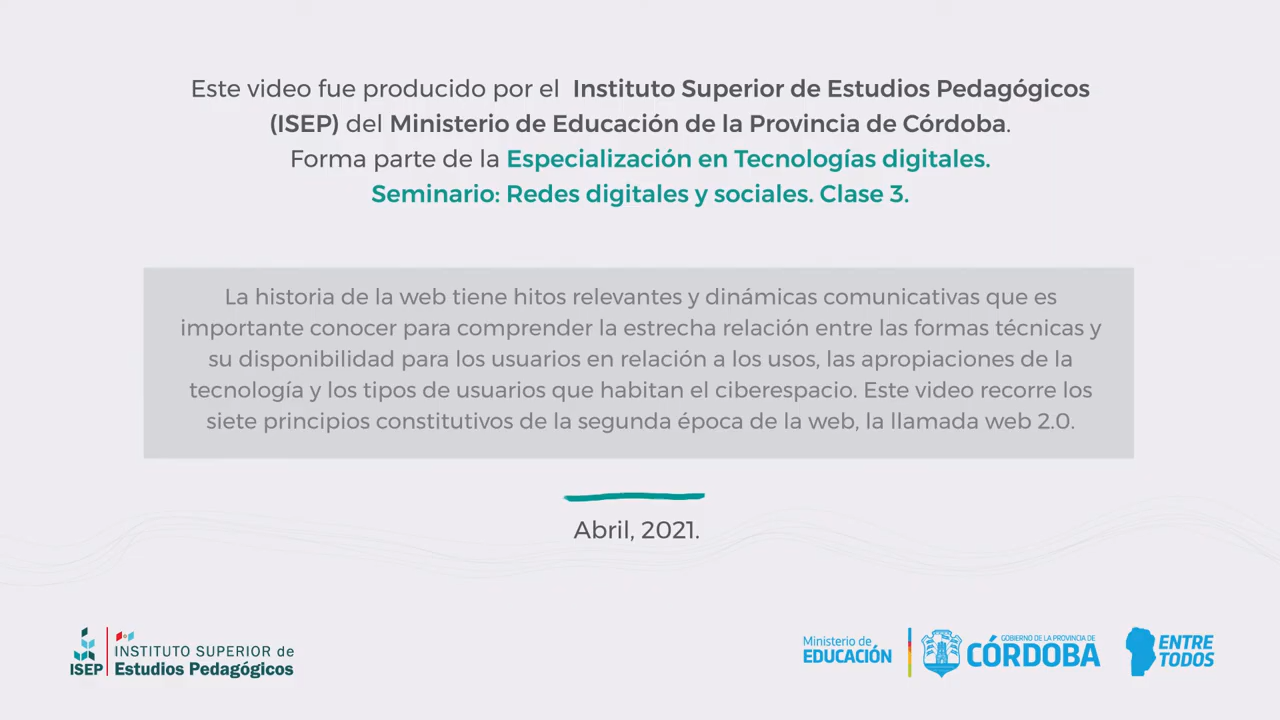 Este video fue producido por el Instituto Superior de Estudios Pedagógicos
(ISEP) del Ministerio de Educación de la Provincia de Córdoba.
Forma parte de la Especialización en Tecnologías digitales.
Seminario: Redes digitales y sociales. Clase 3.
La historia de la web tiene hitos relevantes y dinámicas comunicativas que es
importante conocer para comprender la estrecha relación entre las formas técnicas y
su disponibilidad para los usuarios en relación a los usos, las apropiaciones de la
tecnología y los tipos de usuarios que habitan el ciberespacio. Este video recorre los
siete principios constitutivos de la segunda época de la web, la llamada web 2.0.
Abril, 2021.
ISEP
INSTITUTO SUPERIOR de
Estudios Pedagógicos
Ministerio de
EDUCACIÓN
GOBIERNO DE LA PROVINCIA DE
CÓRDOBA
ENTRE
TODOS